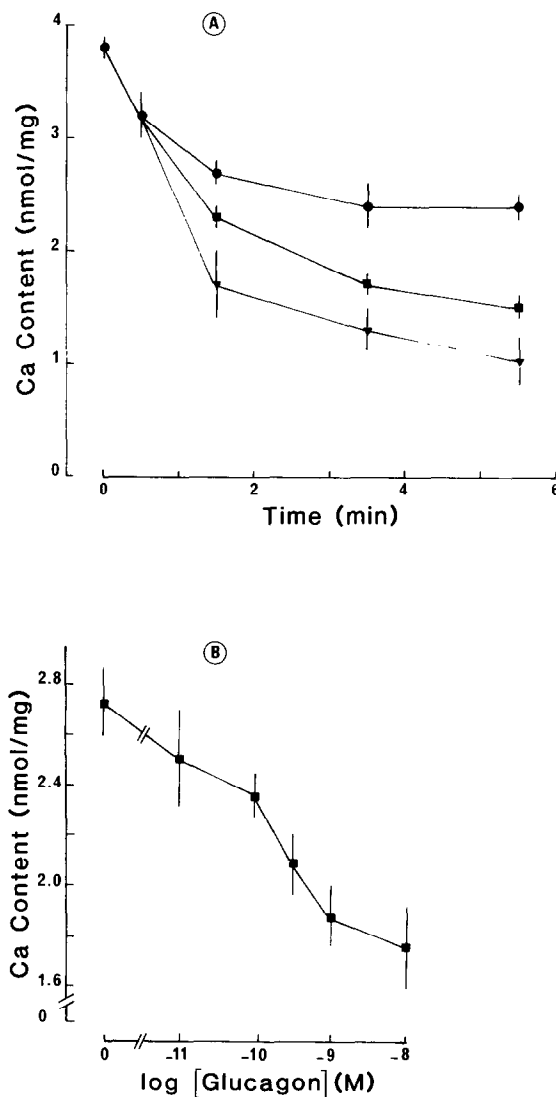 A
Ca Content (nmol/mg)
4
3
2
1
0
0 2 4 6
Time (min)
B
Ca Content (nmol/mg)
2.8
2.4
2.0
1.6
0
0 -11 -10 -9 -8
log [Glucagon] (M)